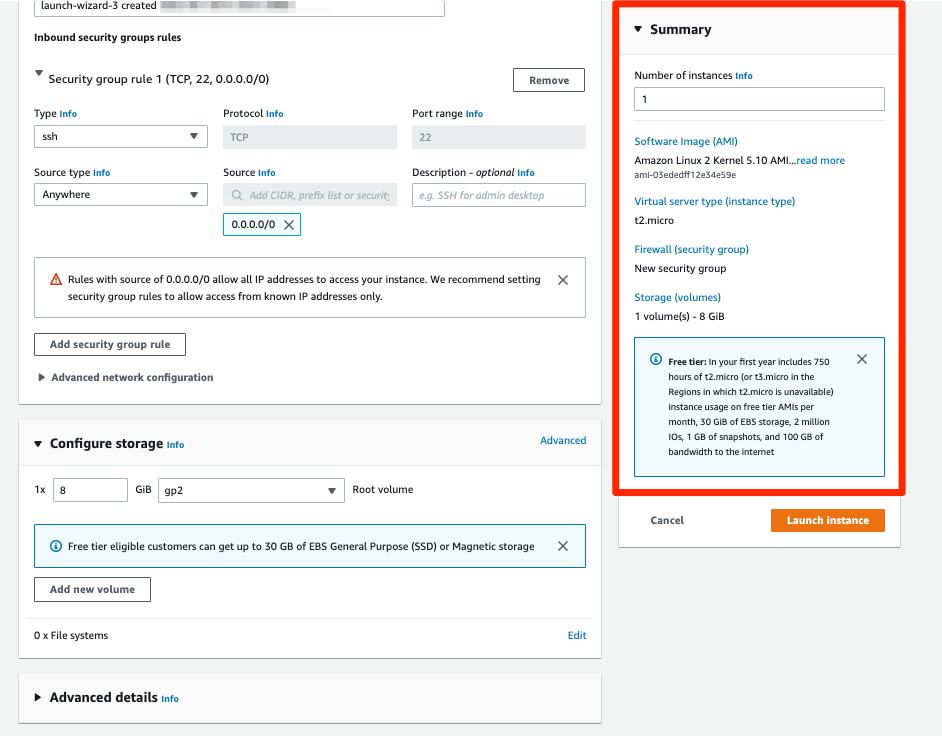 launch-wizard-3 created
Inbound security groups rules
Security group rule 1 (TCP, 22, 0.0.0.0/0)
Remove
Type Info
Protocol Info
Port range Info
ssh
TCP
22
Source type Info
Source Info
Description - optional Info
Anywhere
Add CIDR, prefix list or security
e.g. SSH for admin desktop
0.0.0.0/0
Rules with source of 0.0.0.0/0 allow all IP addresses to access your instance. We recommend setting
security group rules to allow access from known IP addresses only.
Add security group rule
Advanced network configuration
Configure storage Info
Advanced
1x
8
GiB
gp2
Root volume
Free tier eligible customers can get up to 30 GB of EBS General Purpose (SSD) or Magnetic storage
Add new volume
0 x File systems
Edit
Advanced details Info
Summary
Number of instances Info
1
Software Image (AMI)
Amazon Linux 2 Kernel 5.10 AMI...read more
ami-03ededff12e34e59e
Virtual server type (instance type)
t2.micro
Firewall (security group)
New security group
Storage (volumes)
1 volume(s) - 8 GiB
Free tier: In your first year includes 750
hours of t2.micro (or t3.micro in the
Regions in which t2.micro is unavailable)
instance usage on free tier AMIs per
month, 30 GiB of EBS storage, 2 million
IOs, 1 GB of snapshots, and 100 GB of
bandwidth to the internet
Cancel
Launch instance